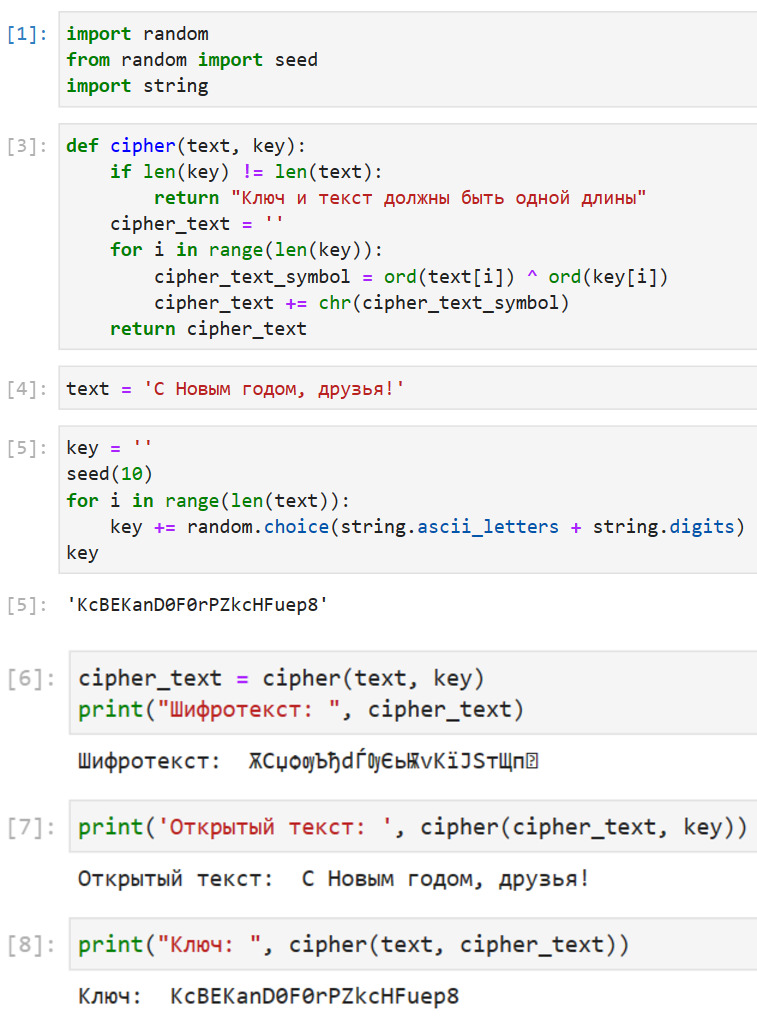 [1]: import random
from random import seed
import string
[3]: def cipher(text, key):
    if len(key) != len(text):
        return "Ключ и текст должны быть одной длины"
    cipher_text = ''
    for i in range(len(key)):
        cipher_text_symbol = ord(text[i]) ^ ord(key[i])
        cipher_text += chr(cipher_text_symbol)
    return cipher_text
[4]: text = 'С Новым годом, друзья!'
[5]: key = ''
seed(10)
for i in range(len(text)):
    key += random.choice(string.ascii_letters + string.digits)
key
[5]: 'KcBEKanD0F0rPZkcHFuep8'
[6]: cipher_text = cipher(text, key)
print("Шифротекст: ", cipher_text)
Шифротекст:  ѪCџѻѹЪђdЃѸЄьѬvKїЈЅтЩп
[7]: print('Открытый текст: ', cipher(cipher_text, key))
Открытый текст:  С Новым годом, друзья!
[8]: print("Ключ: ", cipher(text, cipher_text))
Ключ:  KcBEKanD0F0rPZkcHFuep8